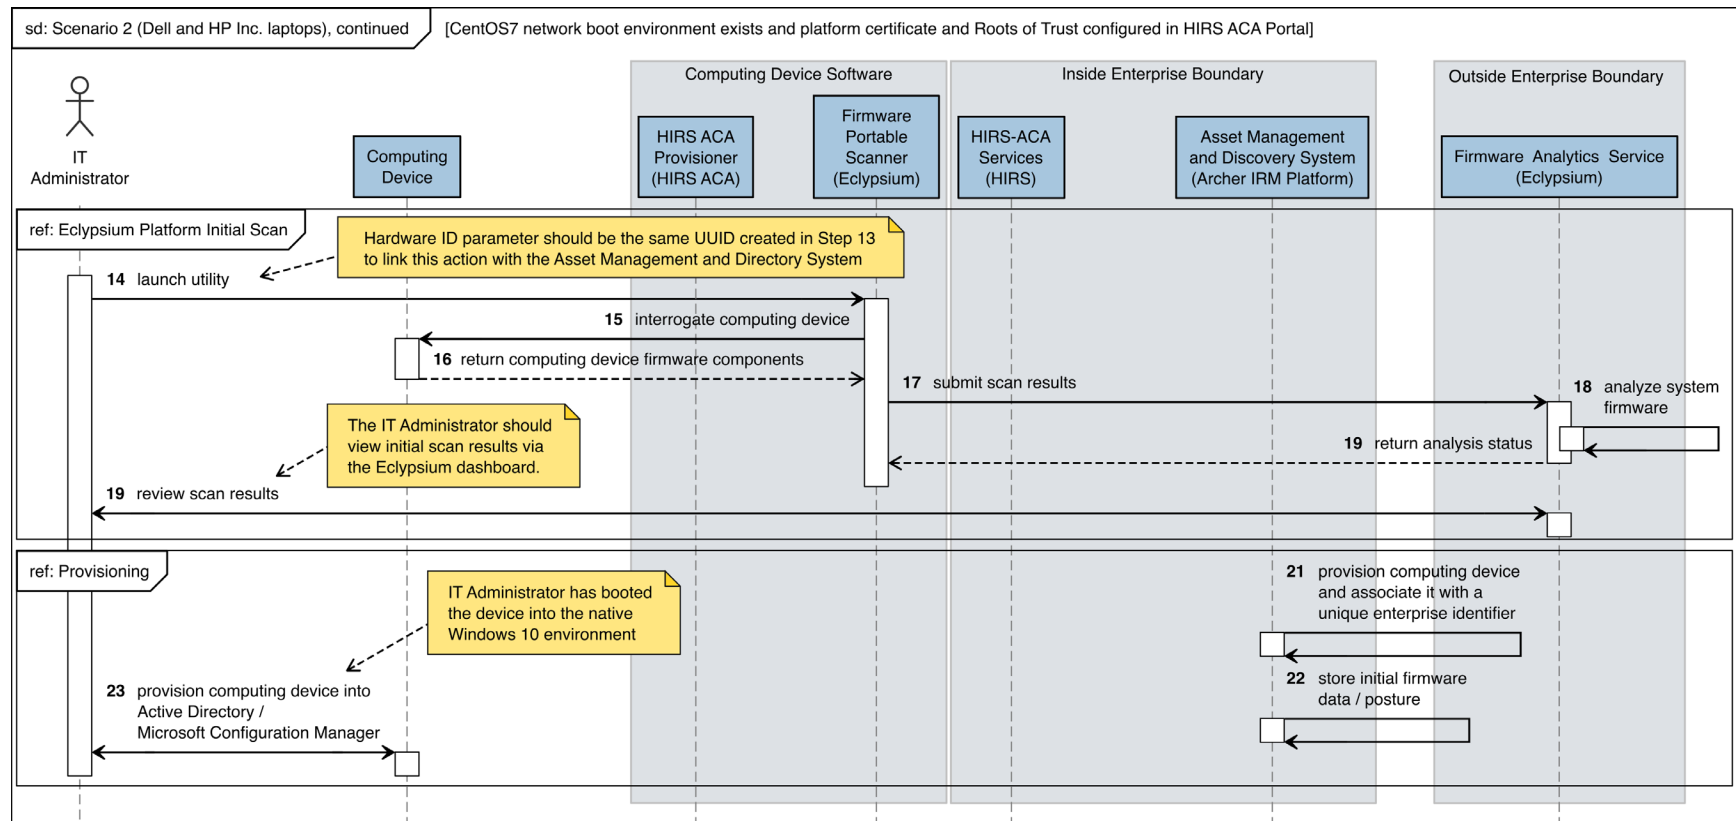 sd: Scenario 2 (Dell and HP Inc. laptops), continued
[CentOS7 network boot environment exists and platform certificate and Roots of Trust configured in HIRS ACA Portal]
Computing Device Software
Inside Enterprise Boundary
Outside Enterprise Boundary
IT
Administrator
Computing
Device
HIRS ACA
Provisioner
(HIRS ACA)
Firmware
Portable
Scanner
(Eclypsium)
HIRS-ACA
Services
(HIRS)
Asset Management
and Discovery System
(Archer IRM Platform)
Firmware Analytics Service
(Eclypsium)
ref: Eclypsium Platform Initial Scan
Hardware ID parameter should be the same UUID created in Step 13
to link this action with the Asset Management and Directory System
14 launch utility
15 interrogate computing device
16 return computing device firmware components
17 submit scan results
18 analyze system
firmware
The IT Administrator should
view initial scan results via
the Eclypsium dashboard.
19 return analysis status
19 review scan results
ref: Provisioning
IT Administrator has booted
the device into the native
Windows 10 environment
21 provision computing device
and associate it with a
unique enterprise identifier
22 store initial firmware
data / posture
23 provision computing device into
Active Directory /
Microsoft Configuration Manager